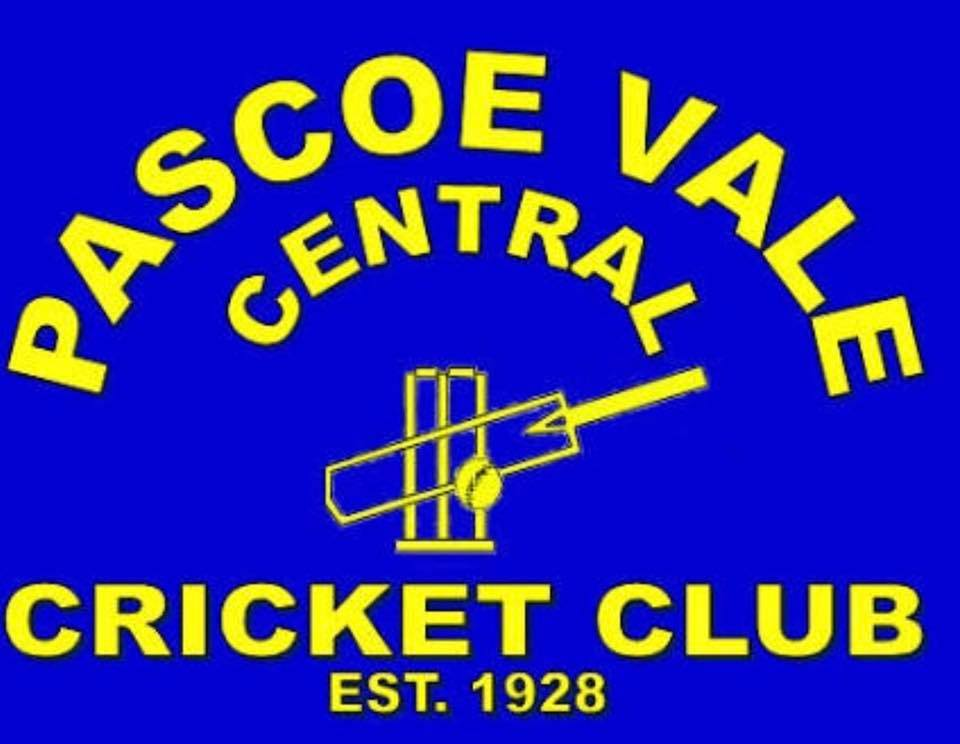 PASCOE VALE
CENTRAL
CRICKET CLUB
EST. 1928